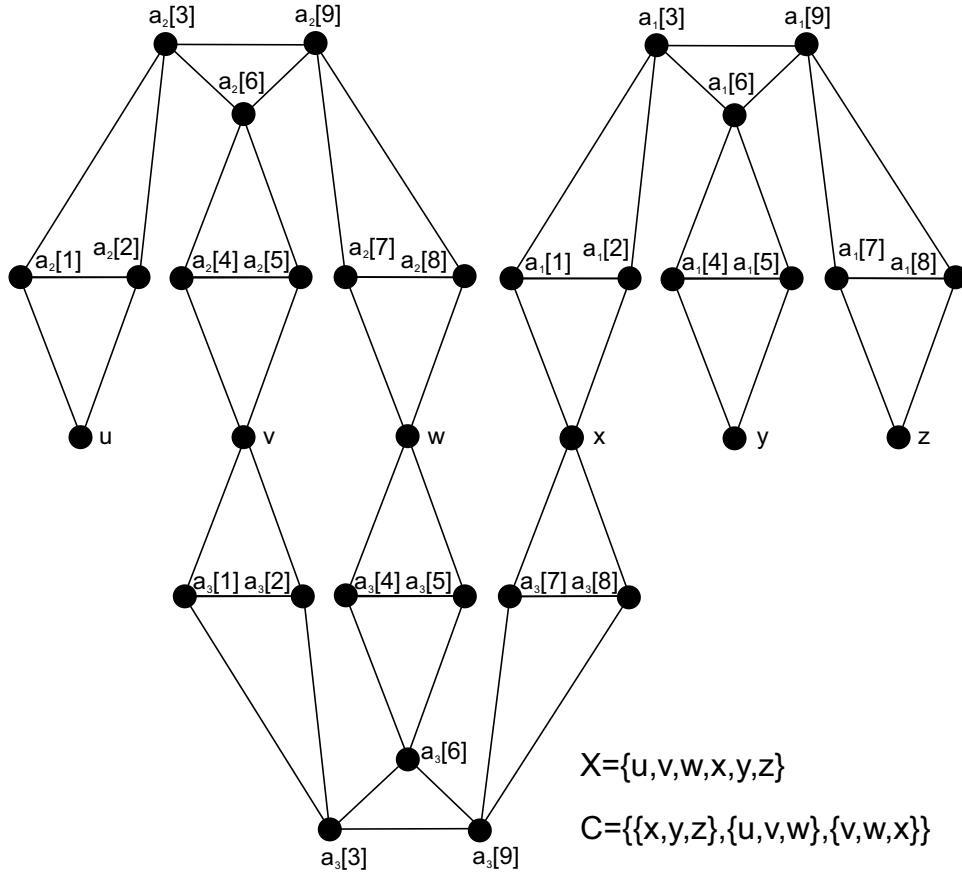 a₂[3] a₂[9] a₁[3] a₁[9]
a₂[6] a₁[6]
a₂[1] a₂[2] a₂[4] a₂[5] a₂[7] a₂[8] a₁[1] a₁[2] a₁[4] a₁[5] a₁[7] a₁[8]
u v w x y z
a₃[1] a₃[2] a₃[4] a₃[5] a₃[7] a₃[8]
a₃[6]
X={u,v,w,x,y,z}
C={{x,y,z},{u,v,w},{v,w,x}}
a₃[3] a₃[9]